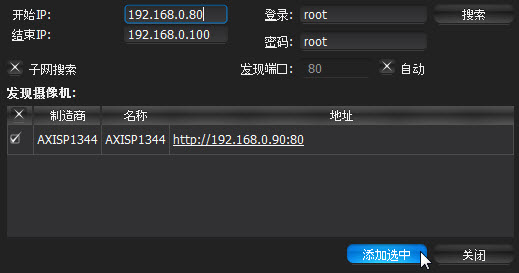 开始IP: 192.168.0.80 登录: root 搜索
结束IP: 192.168.0.100 密码: root
子网搜索 发现端口: 80 自动
发现摄像机:
制造商 名称 地址
AXISP1344 AXISP1344 http://192.168.0.90:80
添加选中 关闭